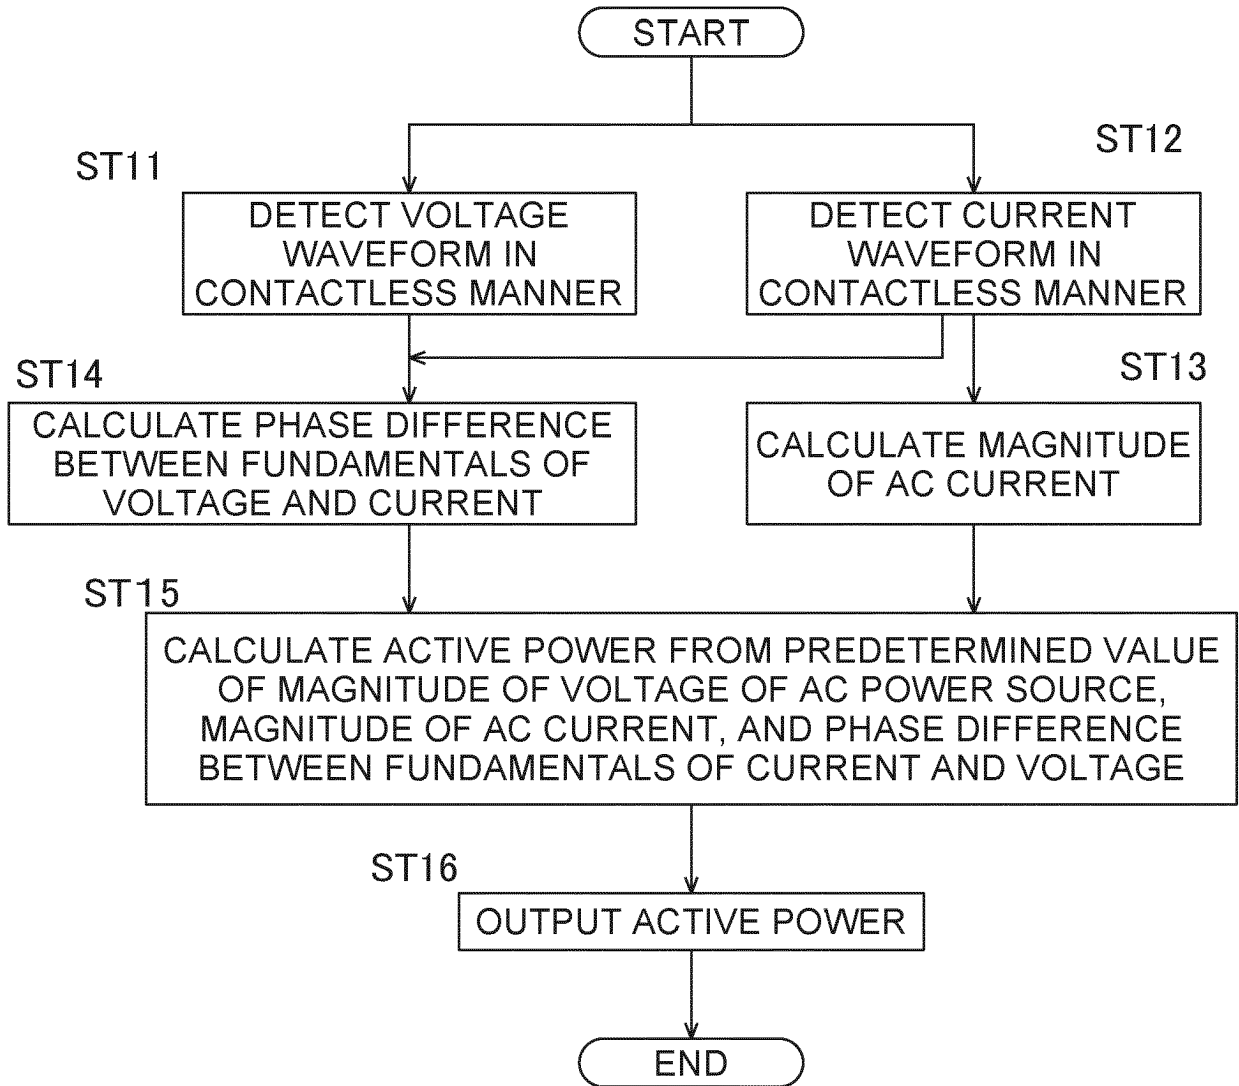 START
ST11
ST12
DETECT VOLTAGE
WAVEFORM IN
CONTACTLESS MANNER
DETECT CURRENT
WAVEFORM IN
CONTACTLESS MANNER
ST14
ST13
CALCULATE PHASE DIFFERENCE
BETWEEN FUNDAMENTALS OF
VOLTAGE AND CURRENT
CALCULATE MAGNITUDE
OF AC CURRENT
ST15
CALCULATE ACTIVE POWER FROM PREDETERMINED VALUE
OF MAGNITUDE OF VOLTAGE OF AC POWER SOURCE,
MAGNITUDE OF AC CURRENT, AND PHASE DIFFERENCE
BETWEEN FUNDAMENTALS OF CURRENT AND VOLTAGE
ST16
OUTPUT ACTIVE POWER
END